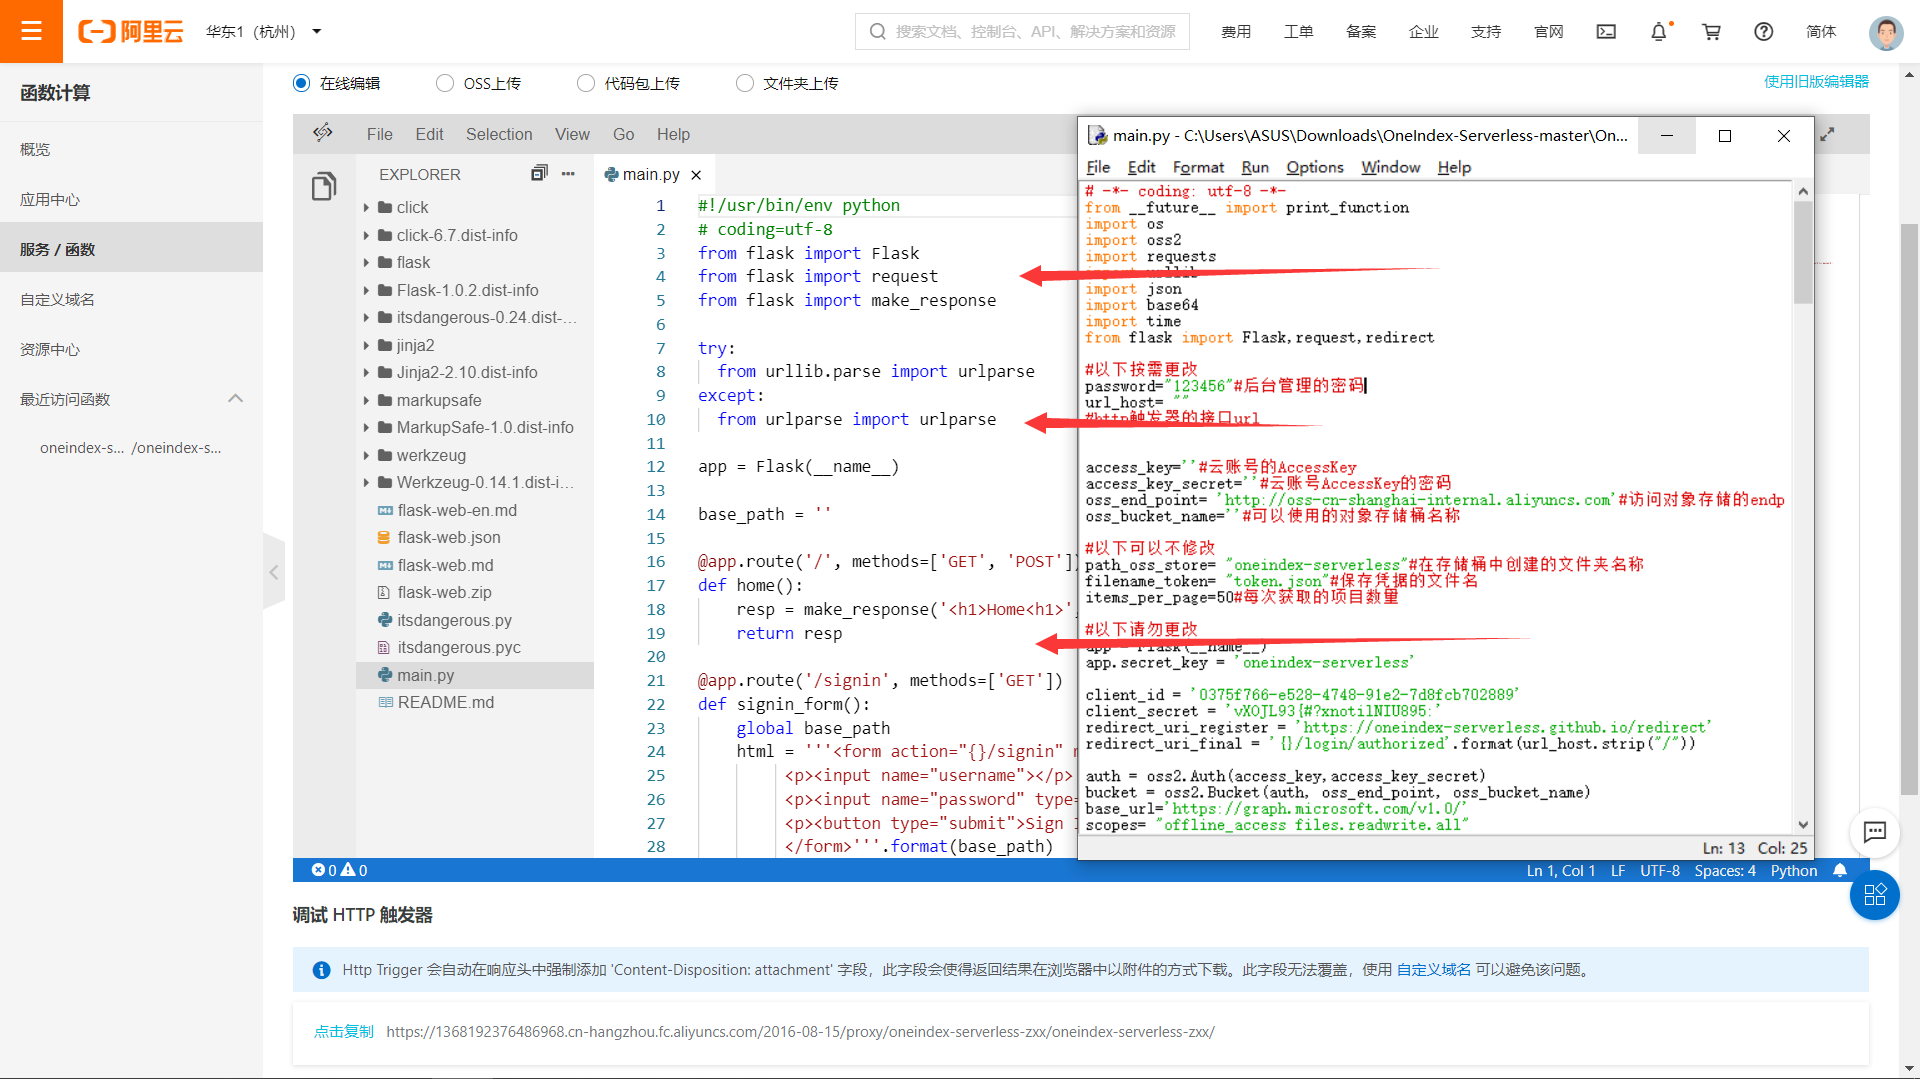 阿里云
华东1（杭州）
搜索文档、控制台、API、解决方案和资源
费用
工单
备案
企业
支持
官网
简体
函数计算
概览
应用中心
服务 / 函数
自定义域名
资源中心
最近访问函数
oneindex-s... /oneindex-s...
在线编辑
OSS上传
代码包上传
文件夹上传
使用旧版编辑器
File Edit Selection View Go Help
EXPLORER
click
click-6.7.dist-info
flask
Flask-1.0.2.dist-info
itsdangerous-0.24.dist-...
jinja2
Jinja2-2.10.dist-info
markupsafe
MarkupSafe-1.0.dist-info
werkzeug
Werkzeug-0.14.1.dist-i...
flask-web-en.md
flask-web.json
flask-web.md
flask-web.zip
itsdangerous.py
itsdangerous.pyc
main.py
README.md
main.py
1 #!/usr/bin/env python
2 # coding=utf-8
3 from flask import Flask
4 from flask import request
5 from flask import make_response
6
7 try:
8 from urllib.parse import urlparse
9 except:
10 from urlparse import urlparse
11
12 app = Flask(__name__)
13
14 base_path = ''
15
16 @app.route('/', methods=['GET', 'POST'])
17 def home():
18 resp = make_response('<h1>Home<h1>',
19 return resp
20
21 @app.route('/signin', methods=['GET'])
22 def signin_form():
23 global base_path
24 html = '''<form action="{}/signin"
25 <p><input name="username"></p>
26 <p><input name="password" type=
27 <p><button type="submit">Sign
28 </form>'''.format(base_path)
0 0
Ln 1, Col 1 LF UTF-8 Spaces: 4 Python
main.py - C:\Users\ASUS\Downloads\OneIndex-Serverless-master\On...
File Edit Format Run Options Window Help
# -*- coding: utf-8 -*-
from __future__ import print_function
import os
import oss2
import requests
import urllib
import json
import base64
import time
from flask import Flask,request,redirect
#以下按需更改
password="123456"#后台管理的密码
url_host= ""
#http触发器的接口url
access_key=''#云账号的AccessKey
access_key_secret=''#云账号AccessKey的密码
oss_end_point= 'http://oss-cn-shanghai-internal.aliyuncs.com'#访问对象存储的endp
oss_bucket_name=''#可以使用的对象存储桶名称
#以下可以不修改
path_oss_store= "oneindex-serverless"#在存储桶中创建的文件夹名称
filename_token= "token.json"#保存凭据的文件名
items_per_page=50#每次获取的项目数量
#以下请勿更改
app = Flask(__name__)
app.secret_key = 'oneindex-serverless'
client_id = '0375f766-e528-4748-91e2-7d8fcb702889'
client_secret = 'vXOJL93{#?xnotilNIU895:'
redirect_uri_register = 'https://oneindex-serverless.github.io/redirect'
redirect_uri_final = '{}/login/authorized'.format(url_host.strip("/"))
auth = oss2.Auth(access_key,access_key_secret)
bucket = oss2.Bucket(auth, oss_end_point, oss_bucket_name)
base_url='https://graph.microsoft.com/v1.0/'
scopes= "offline_access files.readwrite.all"
Ln: 13 Col: 25
调试 HTTP 触发器
Http Trigger 会自动在响应头中强制添加 'Content-Disposition: attachment' 字段，此字段会使得返回结果在浏览器中以附件的方式下载。此字段无法覆盖，使用 自定义域名 可以避免该问题。
点击复制 https://1368192376486968.cn-hangzhou.fc.aliyuncs.com/2016-08-15/proxy/oneindex-serverless-zxx/oneindex-serverless-zxx/